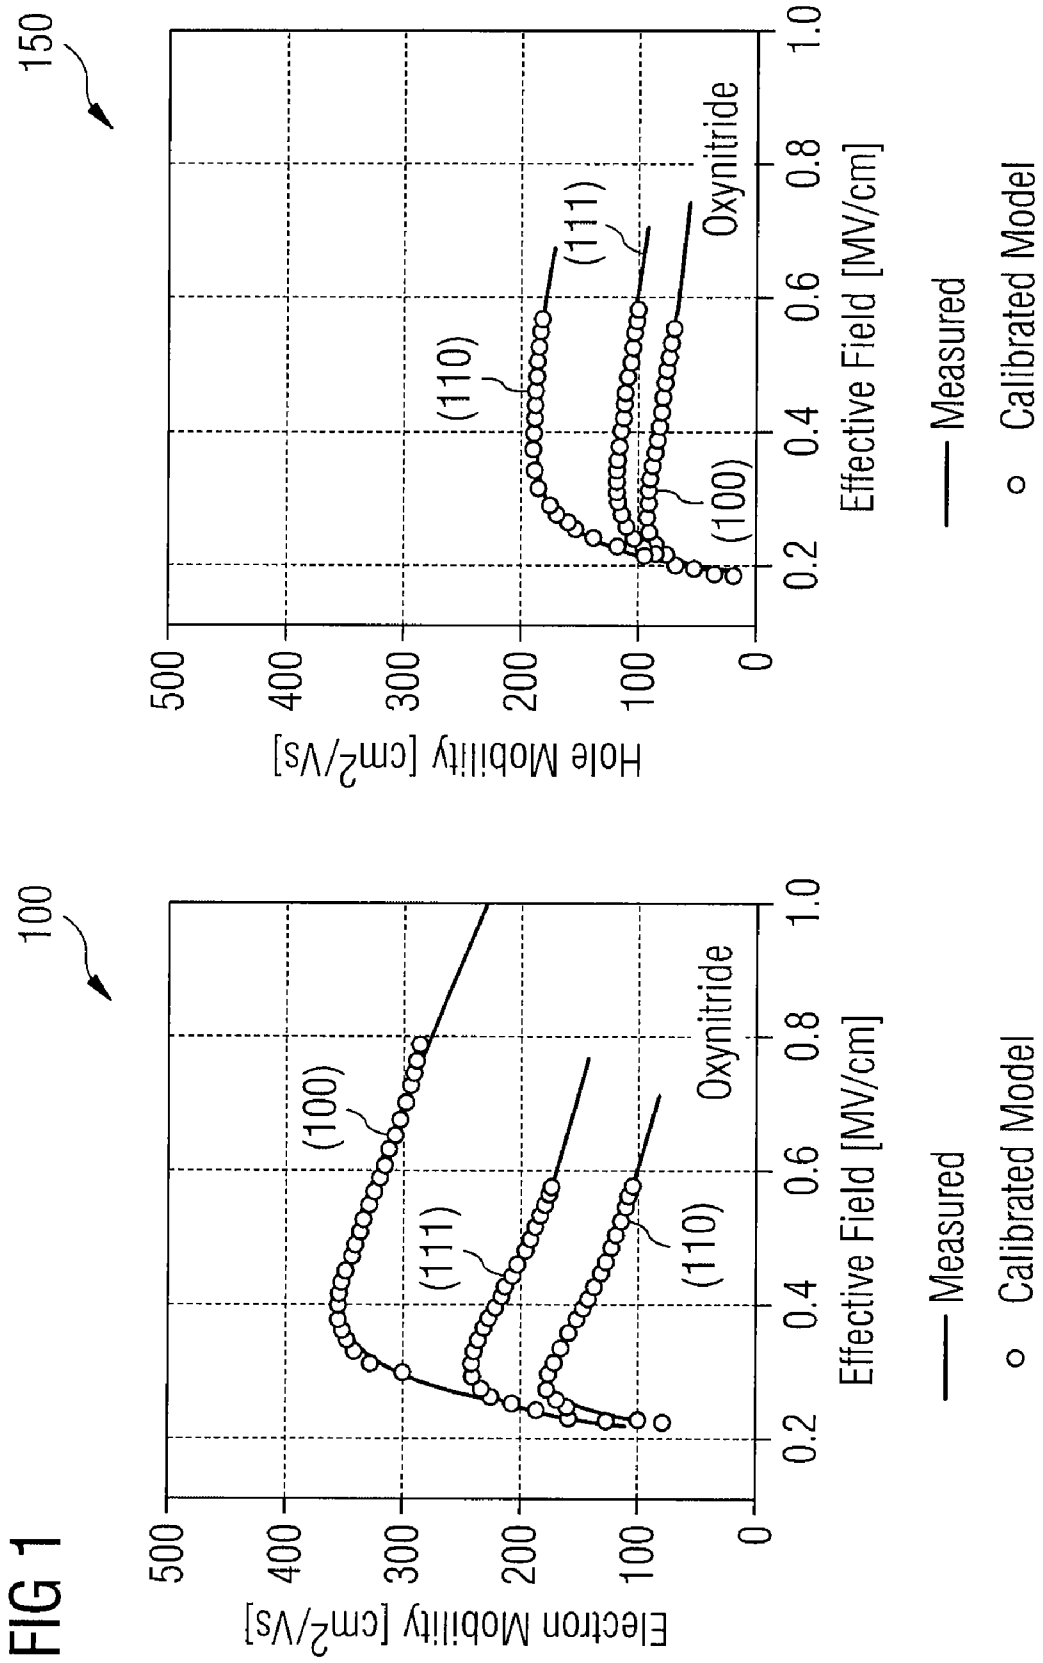 FIG 1
100
Electron Mobility [cm²/Vs]
500
400
300
200
100
0
0.2
0.4
0.6
0.8
1.0
(100)
(111)
(110)
Oxynitride
Effective Field [MV/cm]
Measured
Calibrated Model
150
Hole Mobility [cm²/Vs]
500
400
300
200
100
0
0.2
0.4
0.6
0.8
1.0
(110)
(111)
(100)
Oxynitride
Effective Field [MV/cm]
Measured
Calibrated Model